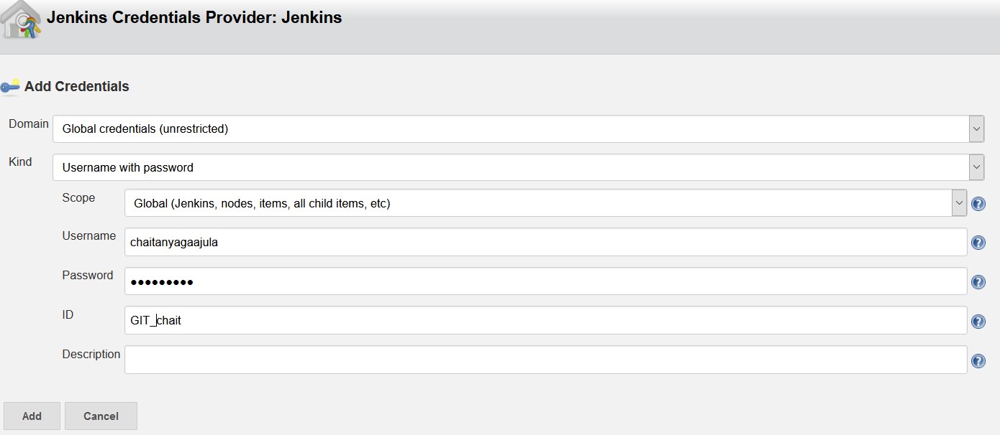 Jenkins Credentials Provider: Jenkins
Add Credentials
Domain Global credentials (unrestricted)
Kind Username with password
Scope Global (Jenkins, nodes, items, all child items, etc)
Username chaitanyagaajula
Password ●●●●●●●●●
ID GIT_chait
Description
Add Cancel